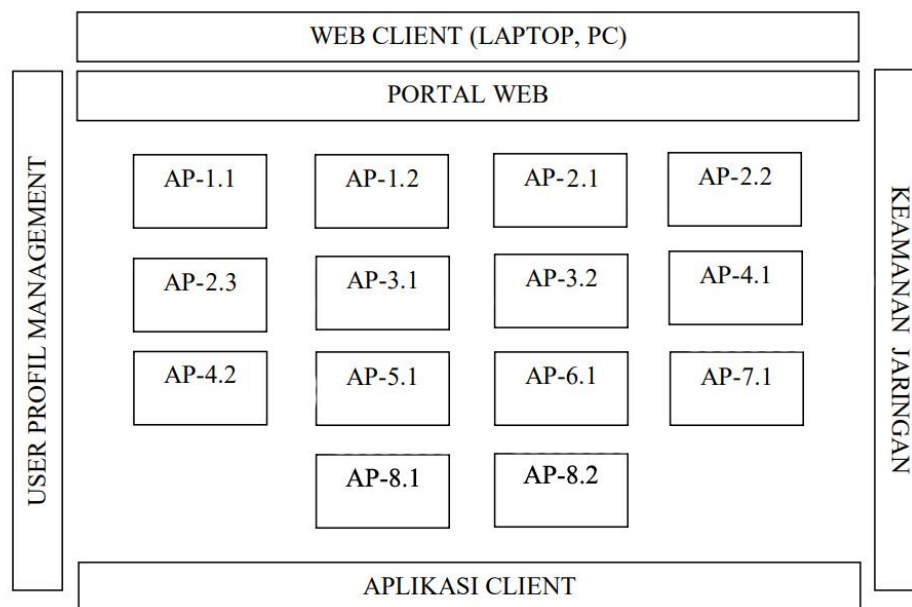 WEB CLIENT (LAPTOP, PC)
PORTAL WEB
USER PROFIL MANAGEMENT
AP-1.1
AP-1.2
AP-2.1
AP-2.2
AP-2.3
AP-3.1
AP-3.2
AP-4.1
AP-4.2
AP-5.1
AP-6.1
AP-7.1
AP-8.1
AP-8.2
KEAMANAN JARINGAN
APLIKASI CLIENT